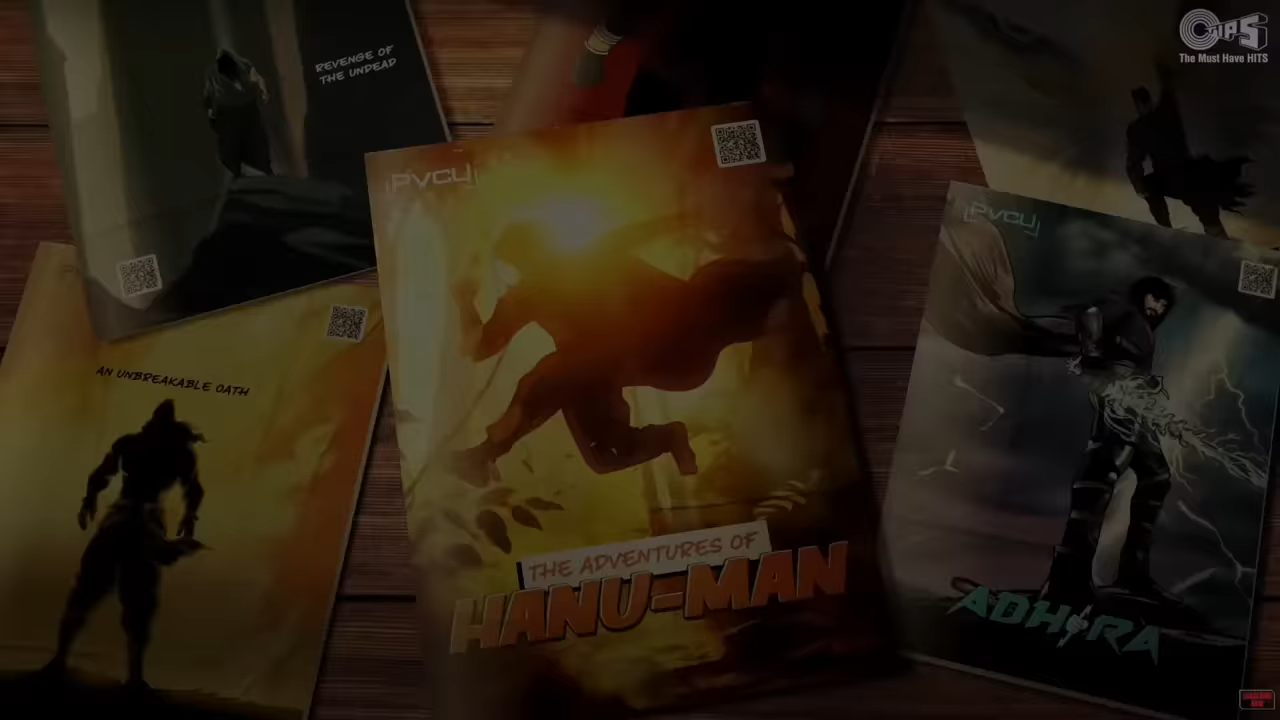 REVENGE OF
THE UNDEAD
TIPS
The Must Have HITS
PVCU
PVCU
AN UNBREAKABLE OATH
THE ADVENTURES OF
HANU-MAN
ADHIRA